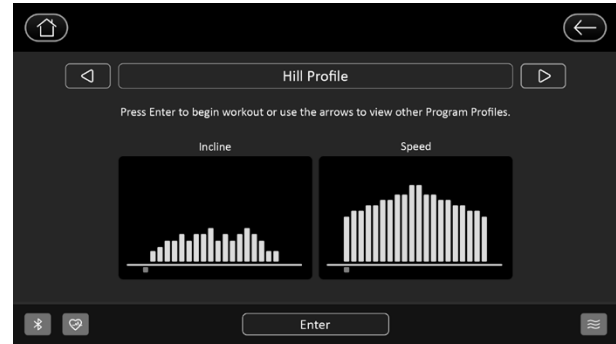 Hill Profile
Press Enter to begin workout or use the arrows to view other Program Profiles.
Incline
Speed
Enter